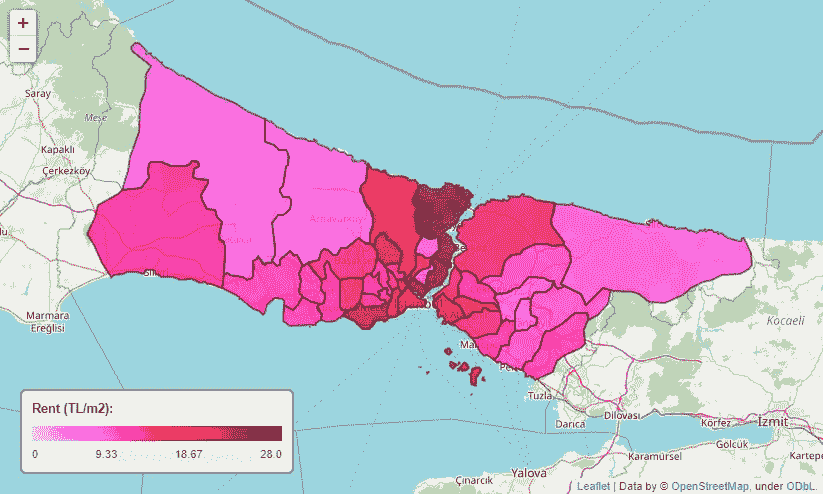 +
−
Saray
Meşe
Kapaklı
Çerkezköy
Marmara
Ereğlisi
Kocaeli
Tuzla
Darıca
Dilovası
Körfez
İzmit
Gölcük
Kartepe
Karamürsel
Yalova
Çınarcık
Rent (TL/m2):
0 9.33 18.67 28.0
Leaflet | Data by © OpenStreetMap, under ODbL.